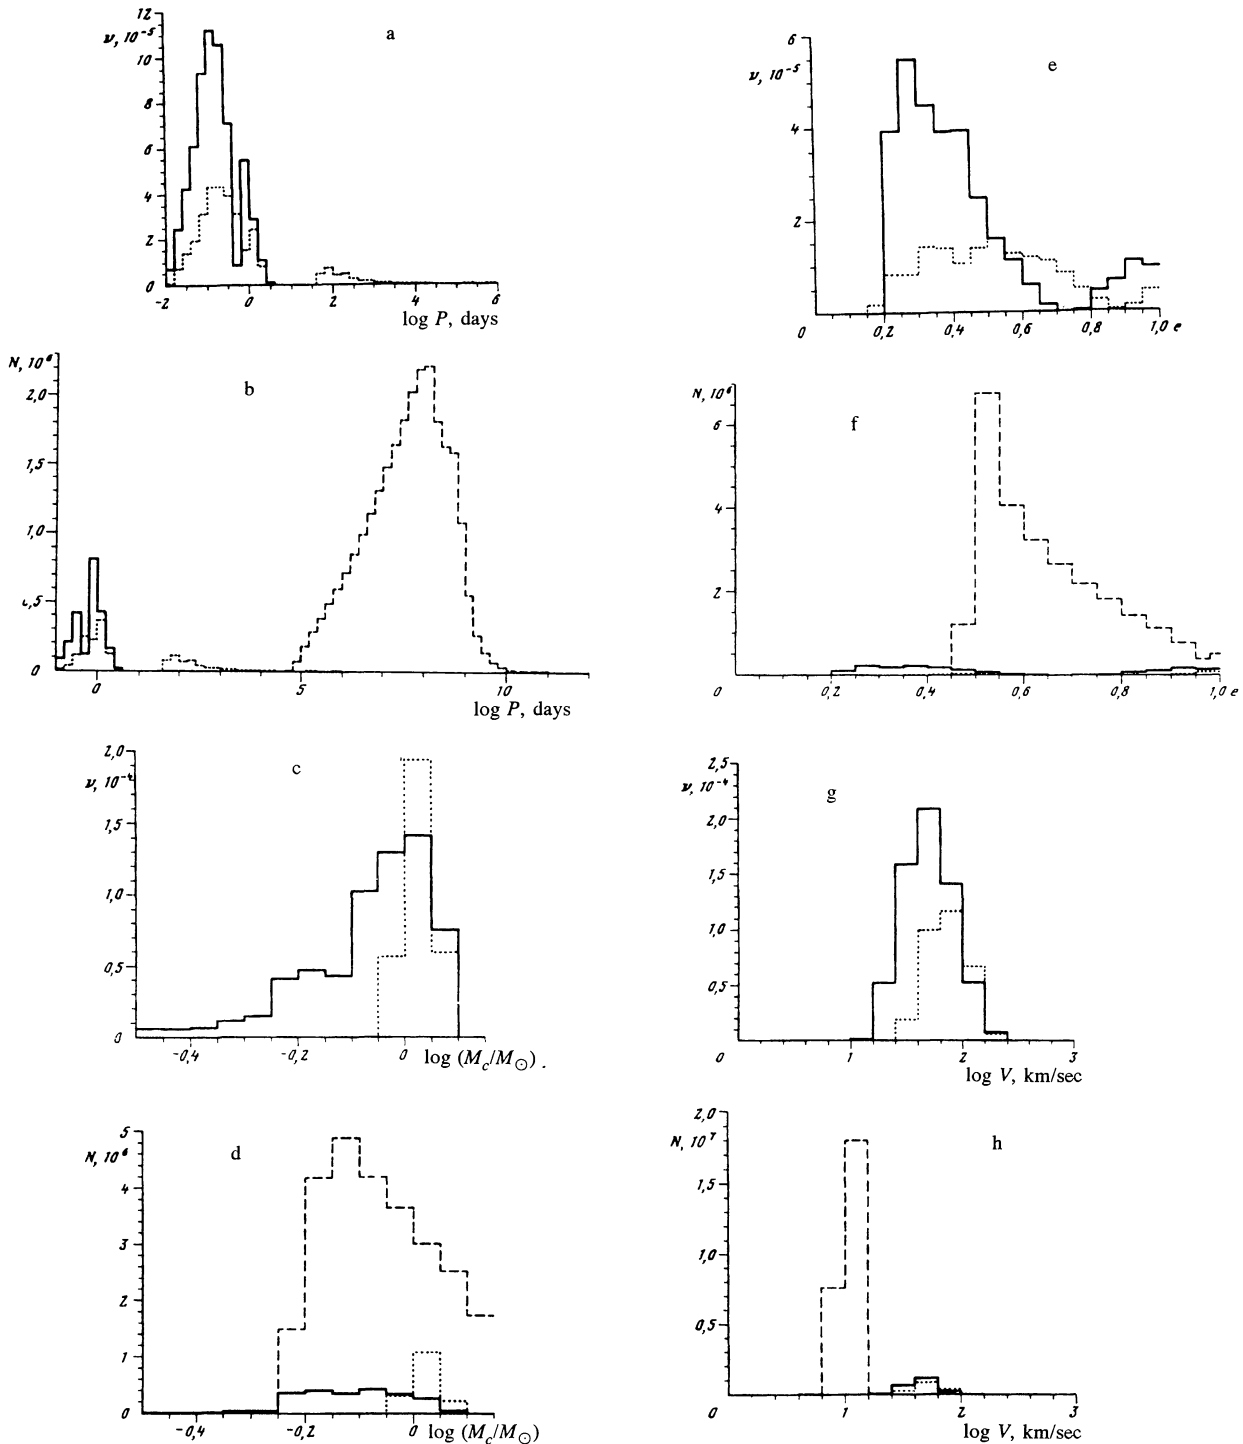 a
ν, 10⁻⁵
12
10
8
6
4
2
0
-2 0 2 4 6
log P, days
b
N, 10⁶
2,0
1,5
1,0
0,5
0
0 5 10
log P, days
c
2,0
ν, 10⁻⁴
1,5
1,0
0,5
0
-0,4 -0,2 0 log (M_c/M_⊙).
d
5
N, 10⁶
4
3
2
1
0
-0,4 -0,2 0
log (M_c/M_⊙)
e
6
ν, 10⁻⁵
4
2
0 0,2 0,4 0,6 0,8 1,0 e
f
N, 10⁶
6
4
2
0 0,2 0,4 0,6 0,8 1,0 e
g
2,5
ν, 10⁻⁴
2,0
1,5
1,0
0,5
0 1 2 3
log V, km/sec
h
2,0
N, 10⁷
1,5
1,0
0,5
0 1 2 3
log V, km/sec